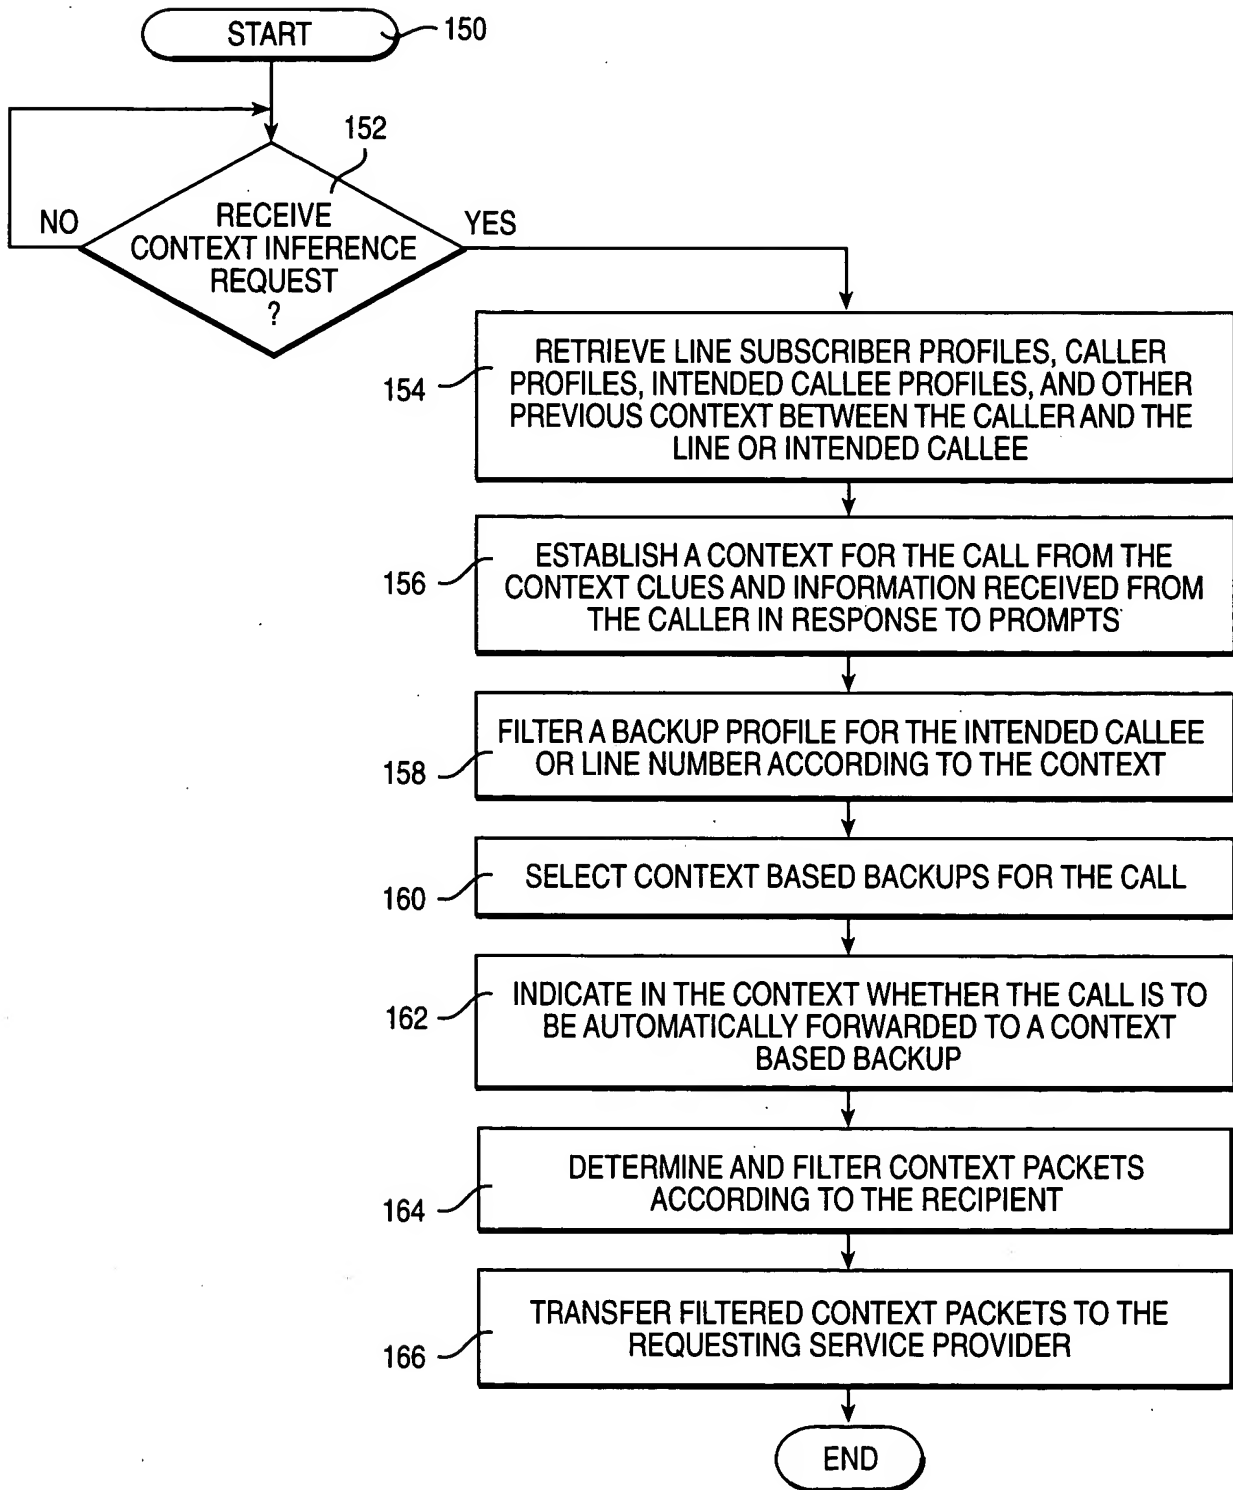 START
150
152
NO
RECEIVE
CONTEXT INFERENCE
REQUEST
?
YES
154
RETRIEVE LINE SUBSCRIBER PROFILES, CALLER
PROFILES, INTENDED CALLEE PROFILES, AND OTHER
PREVIOUS CONTEXT BETWEEN THE CALLER AND THE
LINE OR INTENDED CALLEE
156
ESTABLISH A CONTEXT FOR THE CALL FROM THE
CONTEXT CLUES AND INFORMATION RECEIVED FROM
THE CALLER IN RESPONSE TO PROMPTS
158
FILTER A BACKUP PROFILE FOR THE INTENDED CALLEE
OR LINE NUMBER ACCORDING TO THE CONTEXT
160
SELECT CONTEXT BASED BACKUPS FOR THE CALL
162
INDICATE IN THE CONTEXT WHETHER THE CALL IS TO
BE AUTOMATICALLY FORWARDED TO A CONTEXT
BASED BACKUP
164
DETERMINE AND FILTER CONTEXT PACKETS
ACCORDING TO THE RECIPIENT
166
TRANSFER FILTERED CONTEXT PACKETS TO THE
REQUESTING SERVICE PROVIDER
END